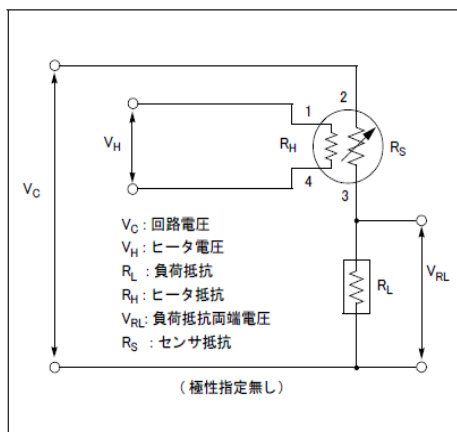 2
1
V_H
R_H
R_S
4
3
V_C
V_C : 回路電圧
V_H : ヒータ電圧
R_L : 負荷抵抗
R_H : ヒータ抵抗
V_RL : 負荷抵抗両端電圧
R_S : センサ抵抗
R_L
V_RL
( 極性指定無し )